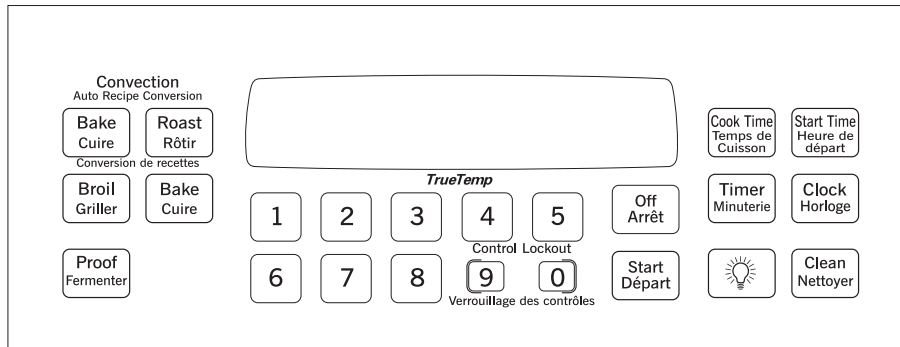 Convection
Auto Recipe Conversion
Bake
Cuire
Roast
Rôtir
Conversion de recettes
Broil
Griller
Bake
Cuire
Proof
Fermenter
TrueTemp
1 2 3 4 5
Control Lockout
6 7 8 9 0
Verrouillage des contrôles
Off
Arrêt
Start
Départ
Cook Time
Temps de
Cuisson
Start Time
Heure de
départ
Timer
Minuterie
Clock
Horloge
Clean
Nettoyer